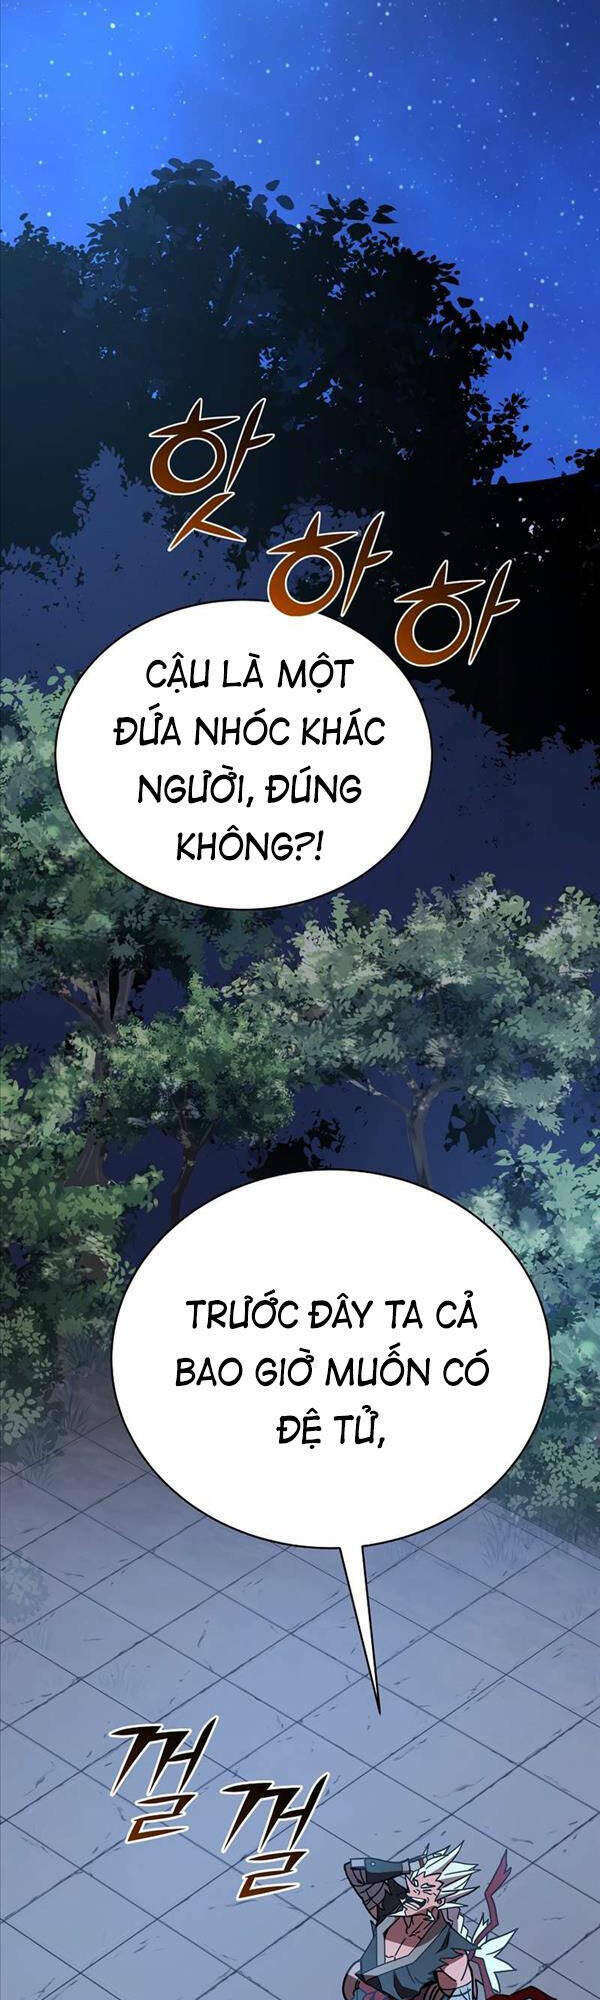 핫
하
하
CẬU LÀ MỘT
ĐỨA NHÓC KHÁC
NGƯỜI, ĐÚNG
KHÔNG?!
TRƯỚC ĐÂY TA CẢ
BAO GIỜ MUỐN CÓ
ĐỆ TỬ,
껄
껄